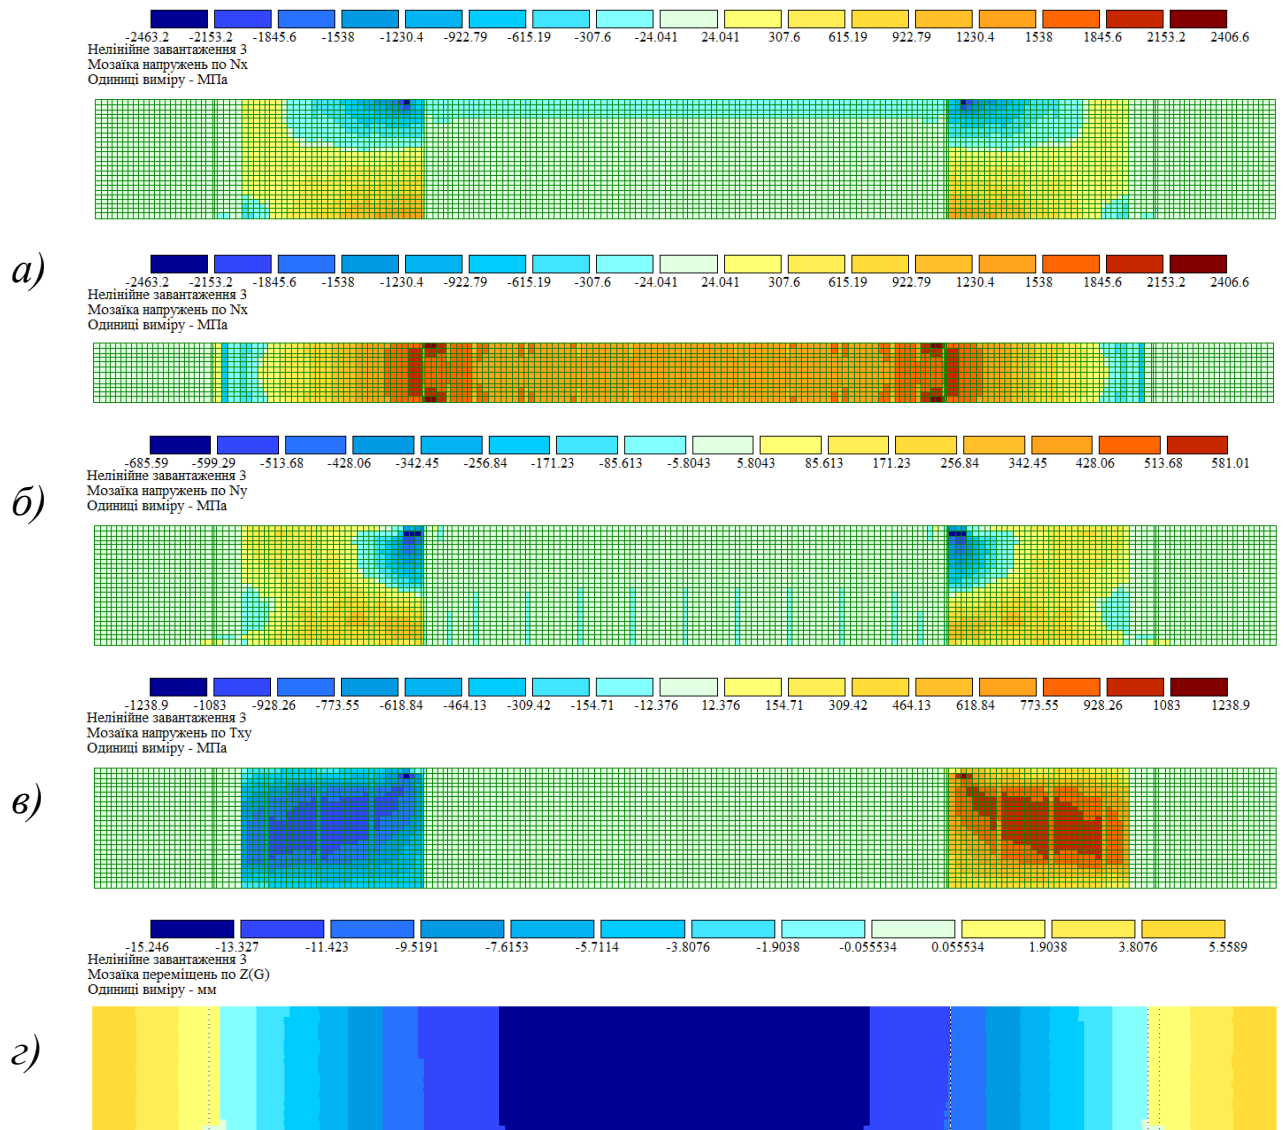 -2463.2 -2155.2 -1845.6 -1538 -1230.4 -922.79 -615.19 -307.6 -24.041 24.041 307.6 615.19 922.79 1230.4 1538 1845.6 2153.2 2406.6
Нелінійне завантаження 3
Мозаїка напружень по Nx
Одиниці виміру - МПа
а)
-2463.2 -2155.2 -1845.6 -1538 -1230.4 -922.79 -615.19 -307.6 -24.041 24.041 307.6 615.19 922.79 1230.4 1538 1845.6 2153.2 2406.6
Нелінійне завантаження 3
Мозаїка напружень по Nx
Одиниці виміру - МПа
-685.59 -599.29 -513.68 -428.06 -342.45 -256.84 -171.23 -85.613 -5.8043 5.8043 85.613 171.23 256.84 342.45 428.06 513.68 581.01
Нелінійне завантаження 3
Мозаїка напружень по Ny
Одиниці виміру - МПа
б)
-1238.9 -1083 -928.26 -773.55 -618.84 -464.13 -309.42 -154.71 -12.376 12.376 154.71 309.42 464.13 618.84 773.55 928.26 1083 1238.9
Нелінійне завантаження 3
Мозаїка напружень по Txy
Одиниці виміру - МПа
в)
-15.246 -13.327 -11.423 -9.5191 -7.6153 -5.7114 -3.8076 -1.9038 -0.055534 0.055534 1.9038 3.8076 5.5589
Нелінійне завантаження 3
Мозаїка переміщень по Z(G)
Одиниці виміру - мм
г)